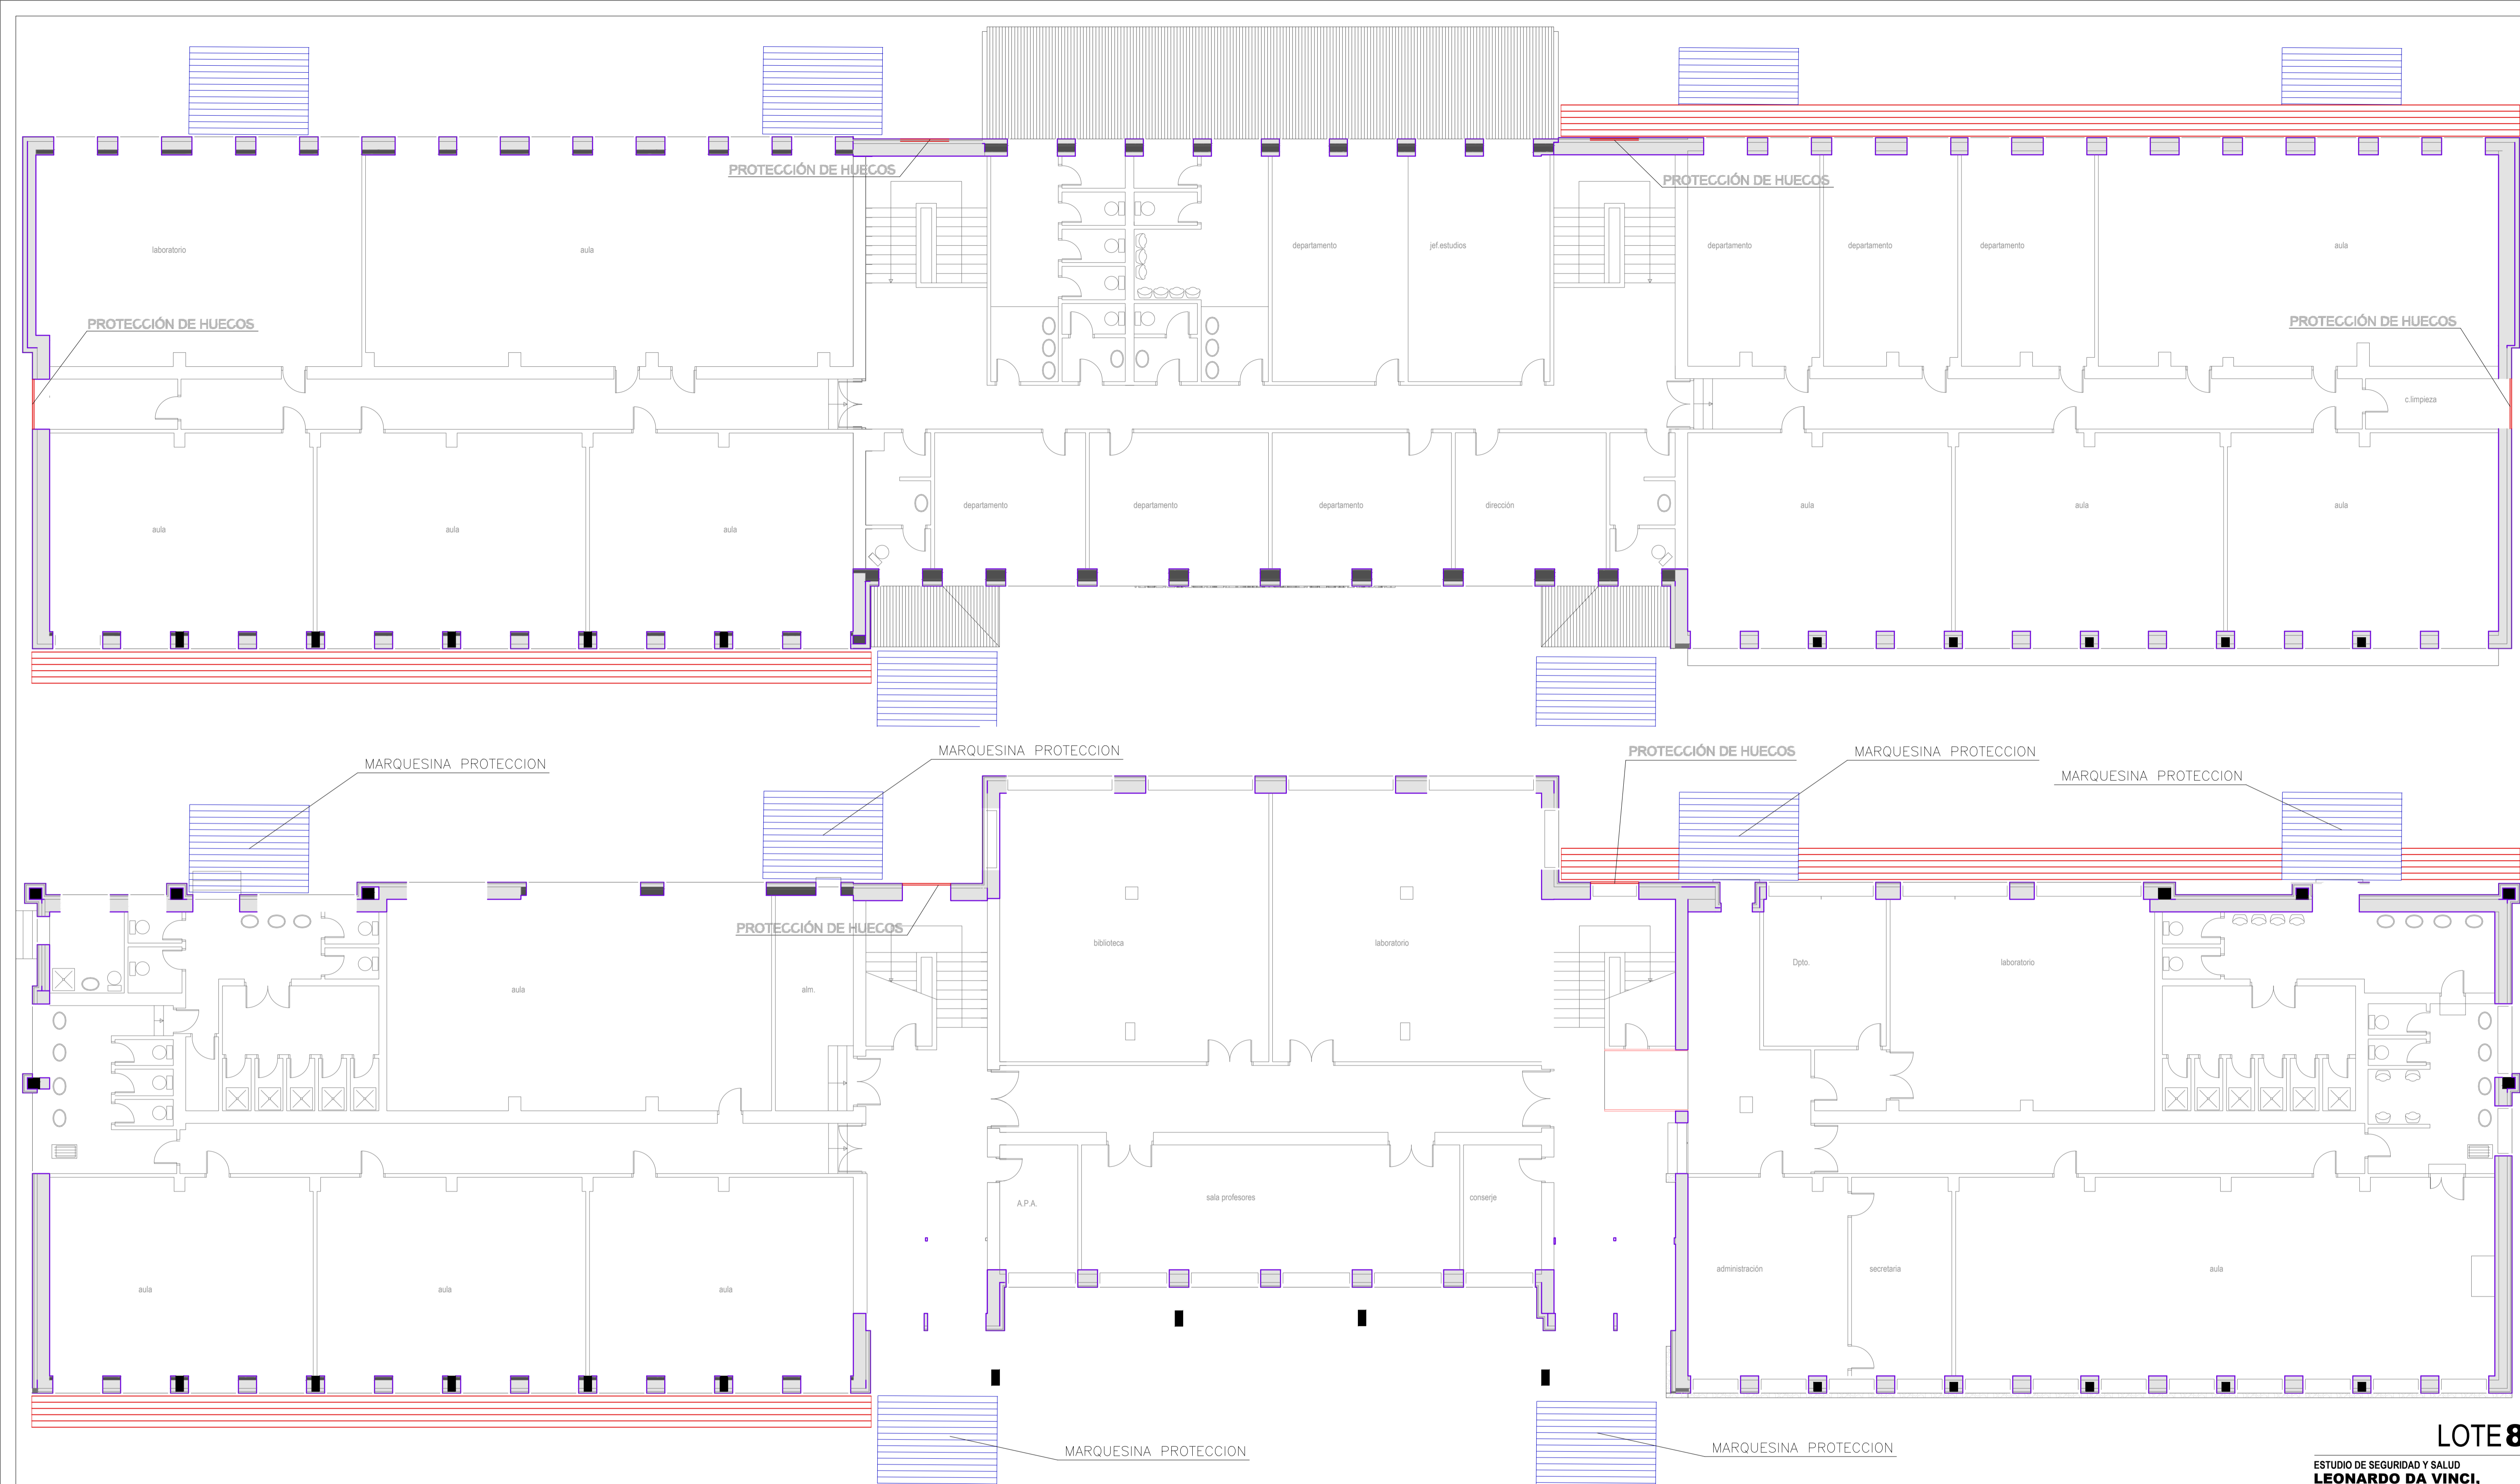 PROTECCIÓN DE HUECOS
PROTECCIÓN DE HUECOS
laboratorio
aula
departamento
jef.estudios
departamento
departamento
departamento
aula
PROTECCIÓN DE HUECOS
PROTECCIÓN DE HUECOS
c.limpieza
departamento
departamento
departamento
dirección
aula
aula
aula
aula
aula
aula
MARQUESINA PROTECCION
MARQUESINA PROTECCION
PROTECCIÓN DE HUECOS
MARQUESINA PROTECCION
MARQUESINA PROTECCION
PROTECCIÓN DE HUECOS
biblioteca
laboratorio
Dpto.
laboratorio
aula
alm.
A.P.A.
sala profesores
conserje
aula
aula
aula
administración
secretaria
aula
MARQUESINA PROTECCION
MARQUESINA PROTECCION
LOTE 8
ESTUDIO DE SEGURIDAD Y SALUD
LEONARDO DA VINCI,